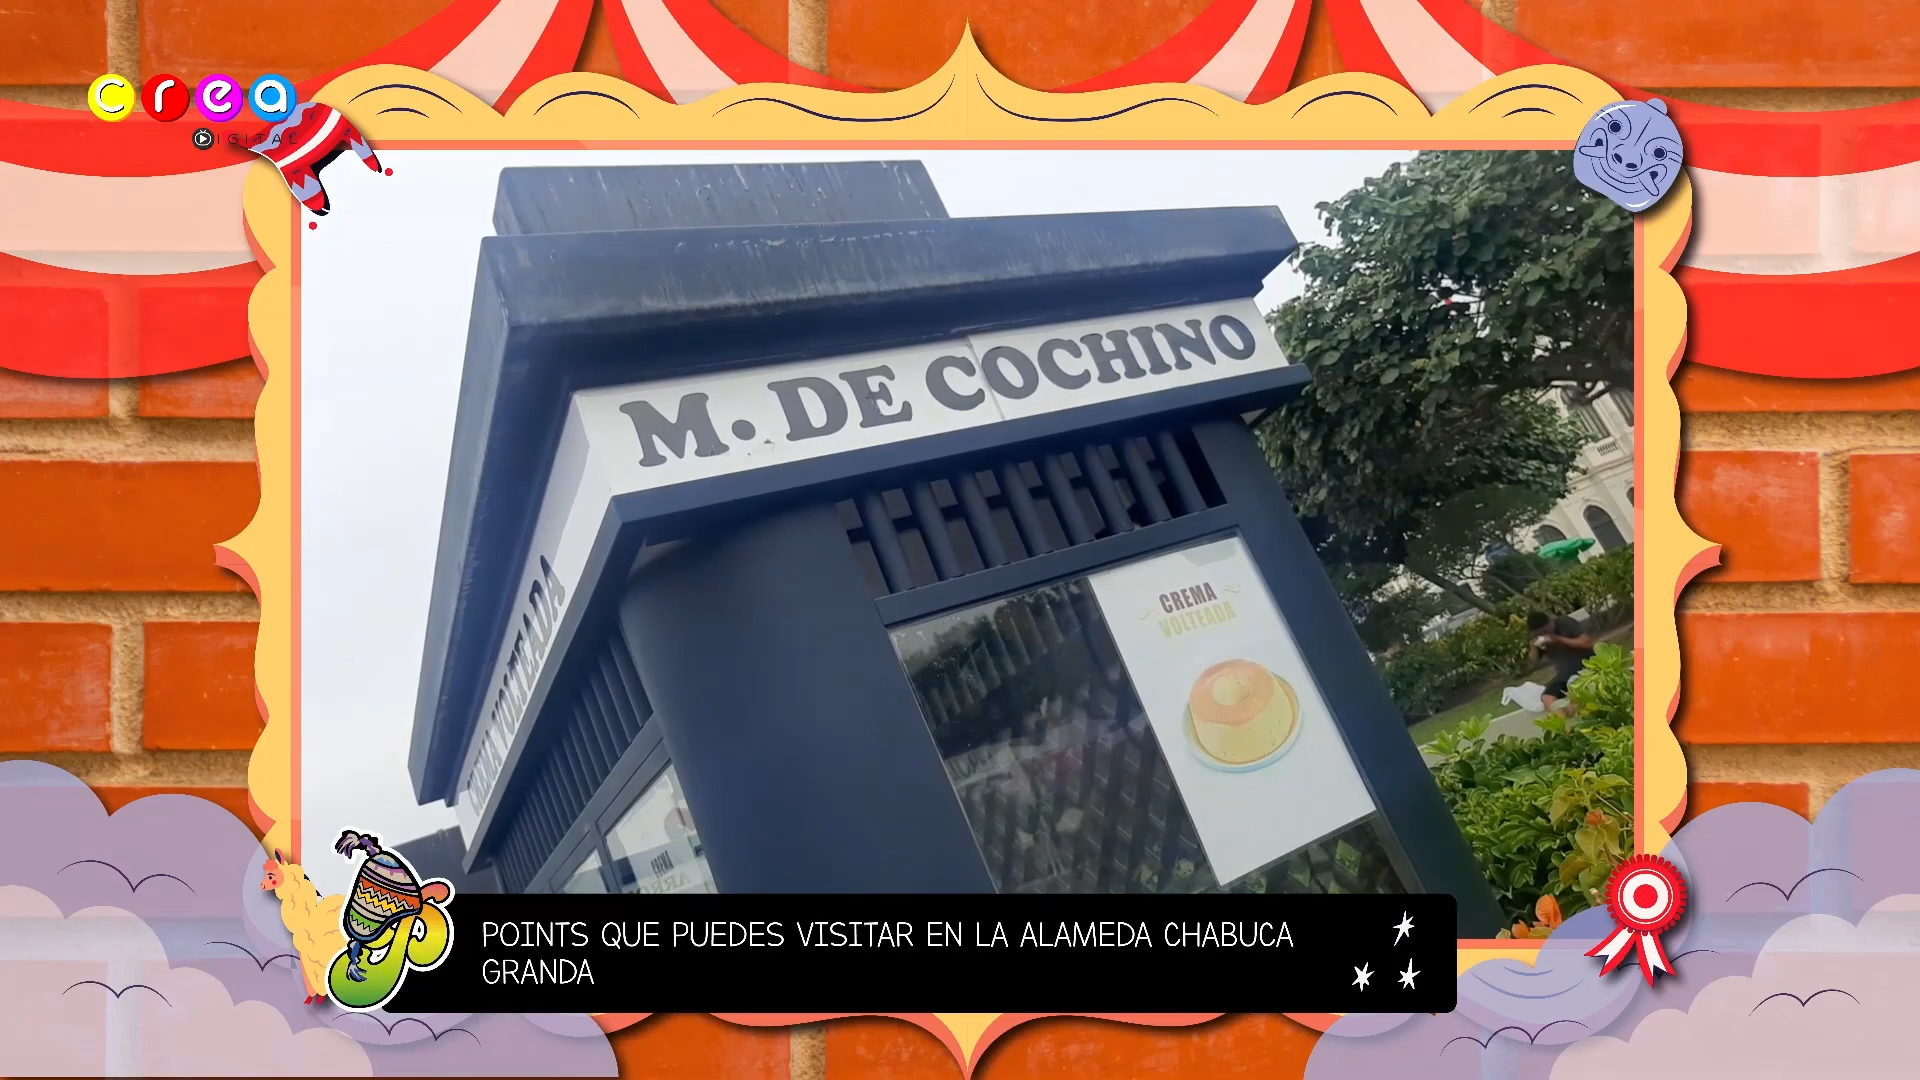 crea
DIGITAL
M. DE COCHINO
CREMA VOLTEADA
CREMA
VOLTEADA
POINTS QUE PUEDES VISITAR EN LA ALAMEDA CHABUCA
GRANDA